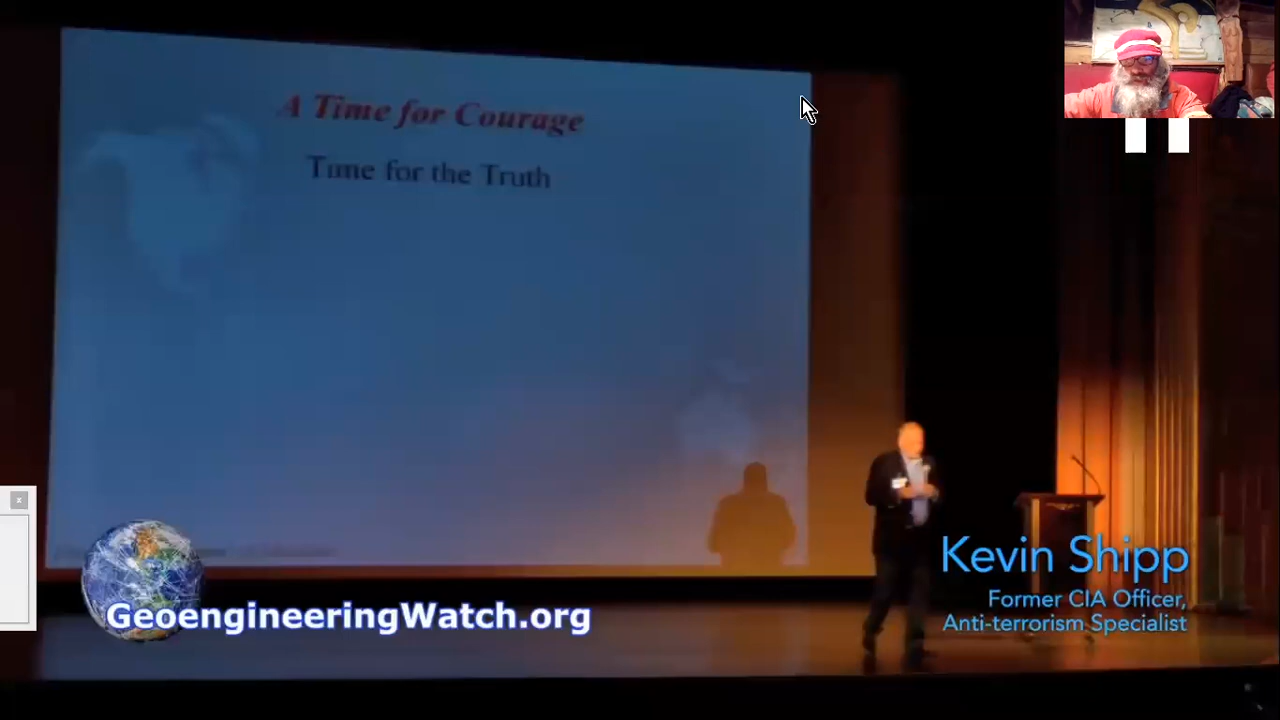 A Time for Courage
Time for the Truth
x
Kevin Shipp
Former CIA Officer,
Anti-terrorism Specialist
GeoengineeringWatch.org